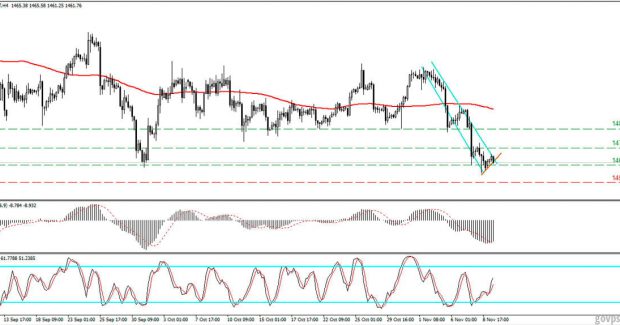 ,H4 1465.38 1465.58 1461.25 1461.76
,9) -8.784 -8.932
61.7788 51.2385
13 Sep 17:00 18 Sep 09:00 23 Sep 01:00 25 Sep 17:00 30 Sep 09:00 3 Oct 01:00 7 Oct 17:00 10 Oct 09:00 15 Oct 01:00 17 Oct 17:00 22 Oct 09:00 25 Oct 01:00 29 Oct 16:00 1 Nov 08:00 6 Nov 01:00 8 Nov 17:00
govps